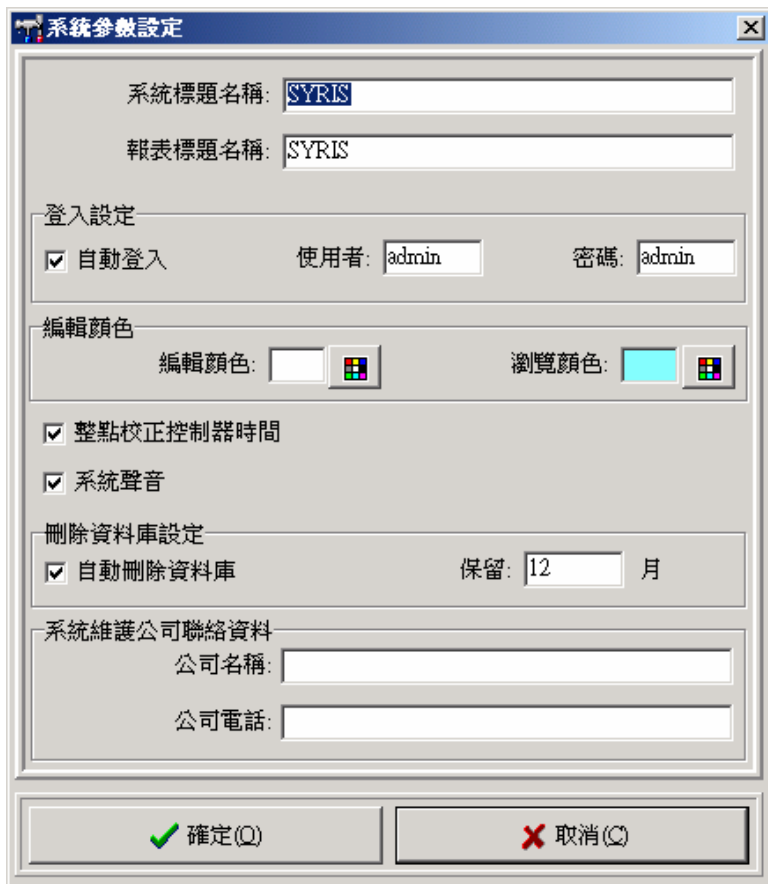 系統參數設定
系統標題名稱: SYRIS
報表標題名稱: SYRIS
登入設定
自動登入 使用者: admin 密碼: admin
編輯顏色
編輯顏色: 瀏覽顏色:
整點校正控制器時間
系統聲音
刪除資料庫設定
自動刪除資料庫 保留: 12 月
系統維護公司聯絡資料
公司名稱:
公司電話:
確定(O) 取消(C)